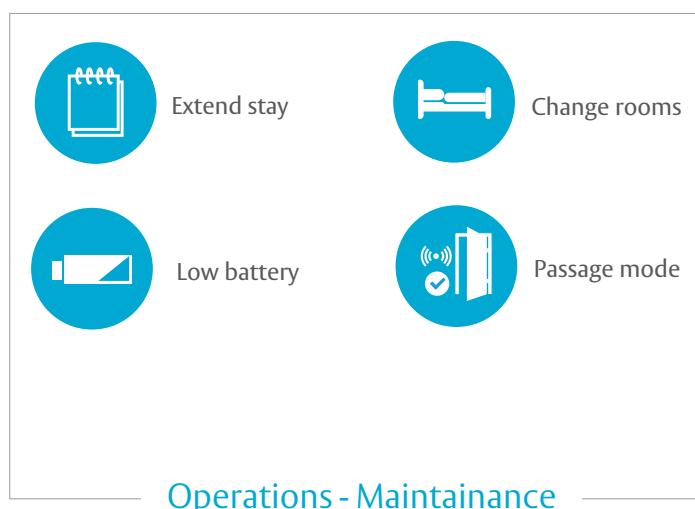 Extend stay
Change rooms
Low battery
Passage mode
Operations - Maintainance